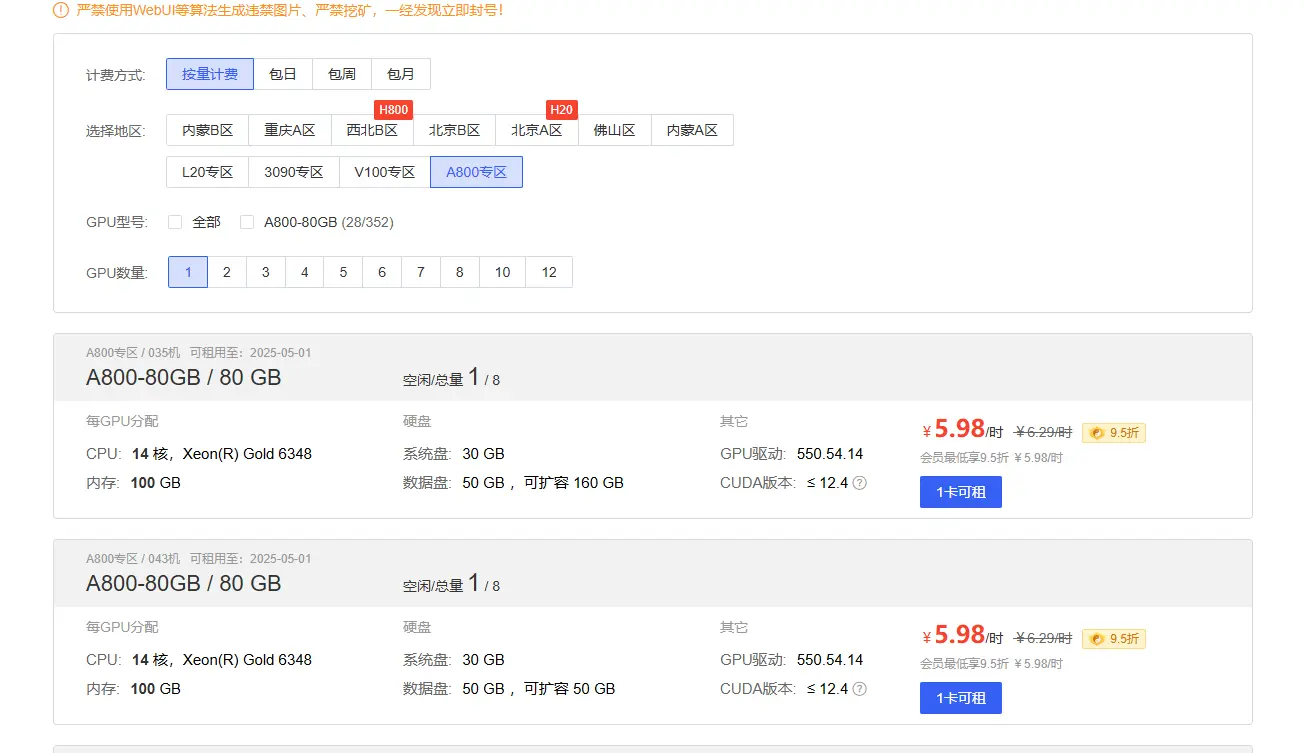 严禁使用WebUI等算法生成违禁图片、严禁挖矿，一经发现立即封号!
计费方式: 按量计费 包日 包周 包月
H800 H20
选择地区: 内蒙B区 重庆A区 西北B区 北京B区 北京A区 佛山区 内蒙A区
L20专区 3090专区 V100专区 A800专区
GPU型号: 全部 A800-80GB (28/352)
GPU数量: 1 2 3 4 5 6 7 8 10 12
A800专区 / 035机 可租用至: 2025-05-01
A800-80GB / 80 GB 空闲/总量 1 / 8
每GPU分配 硬盘 其它 ¥5.98/时 ¥6.29/时 9.5折
CPU: 14 核，Xeon(R) Gold 6348 系统盘: 30 GB GPU驱动: 550.54.14 会员最低享9.5折 ¥5.98/时
内存: 100 GB 数据盘: 50 GB ，可扩容 160 GB CUDA版本: ≤ 12.4 ? 1卡可租
A800专区 / 043机 可租用至: 2025-05-01
A800-80GB / 80 GB 空闲/总量 1 / 8
每GPU分配 硬盘 其它 ¥5.98/时 ¥6.29/时 9.5折
CPU: 14 核，Xeon(R) Gold 6348 系统盘: 30 GB GPU驱动: 550.54.14 会员最低享9.5折 ¥5.98/时
内存: 100 GB 数据盘: 50 GB ，可扩容 50 GB CUDA版本: ≤ 12.4 ? 1卡可租